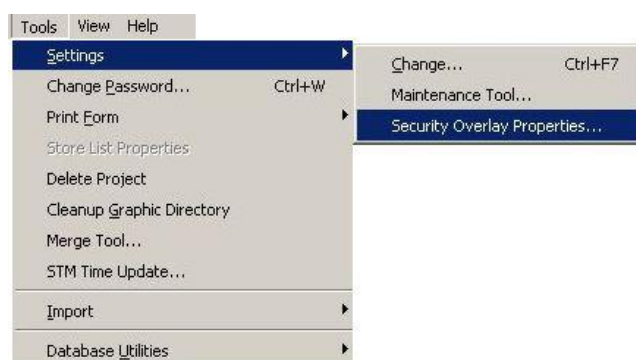 Tools View Help
Settings
Change Password... Ctrl+W
Print Form
Store List Properties
Delete Project
Cleanup Graphic Directory
Merge Tool...
STM Time Update...
Import
Database Utilities
Change... Ctrl+F7
Maintenance Tool...
Security Overlay Properties...